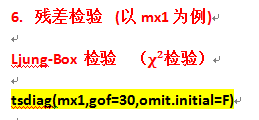 6. 残差检验 (以 mx1 为例)
Ljung-Box 检验 （χ²检验）
tsdiag(mx1,gof=30,omit.initial=F)